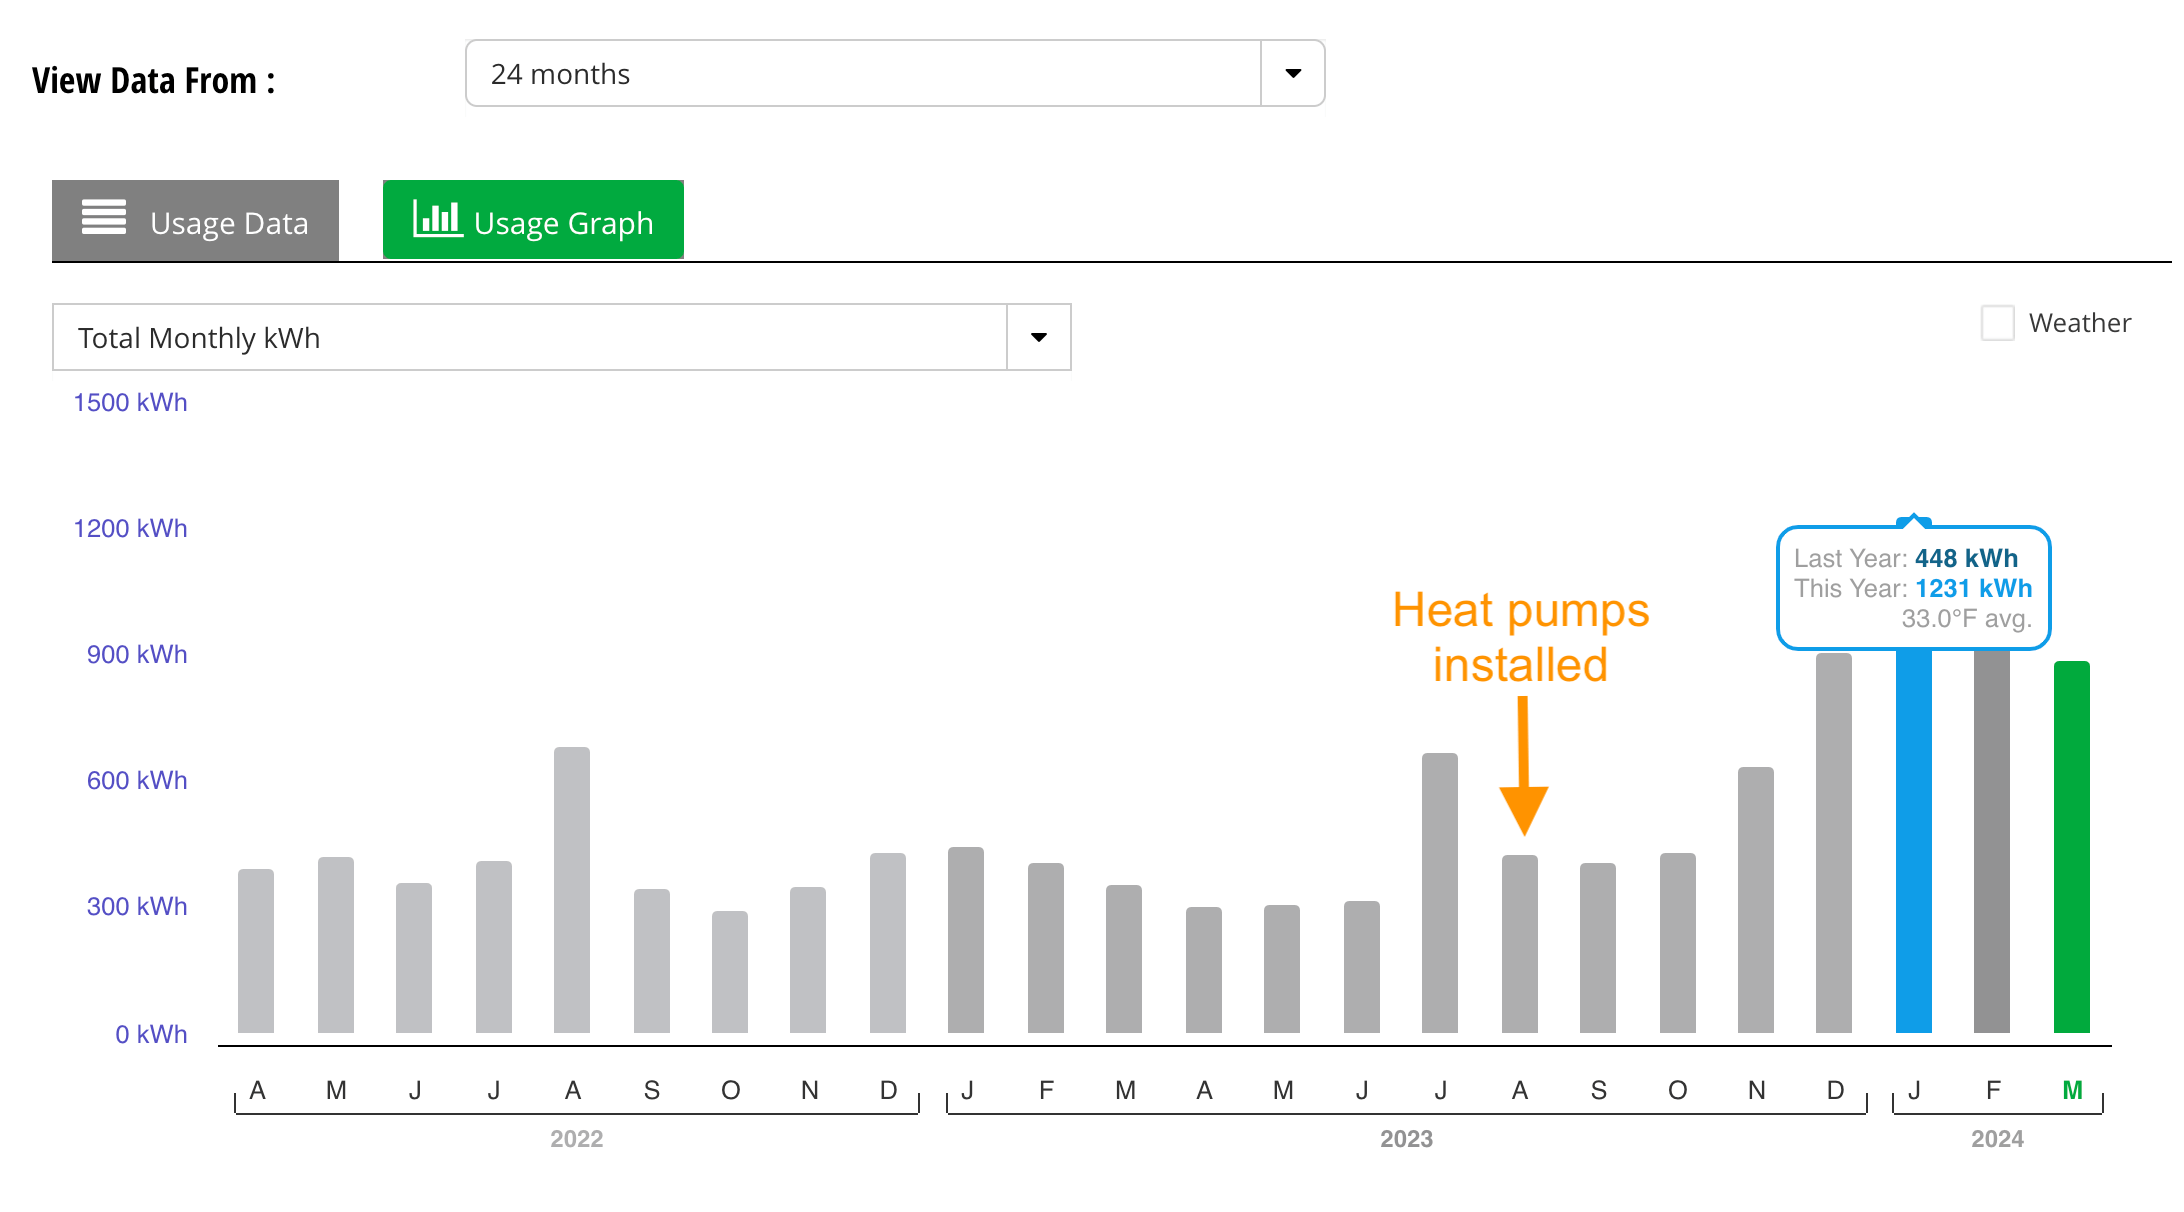 View Data From :
24 months
Usage Data
Usage Graph
Total Monthly kWh
Weather
1500 kWh
1200 kWh
900 kWh
600 kWh
300 kWh
0 kWh
Last Year: 448 kWh
This Year: 1231 kWh
33.0°F avg.
Heat pumps
installed
A M J J A S O N D J F M A M J J A S O N D J F M
2022 2023 2024